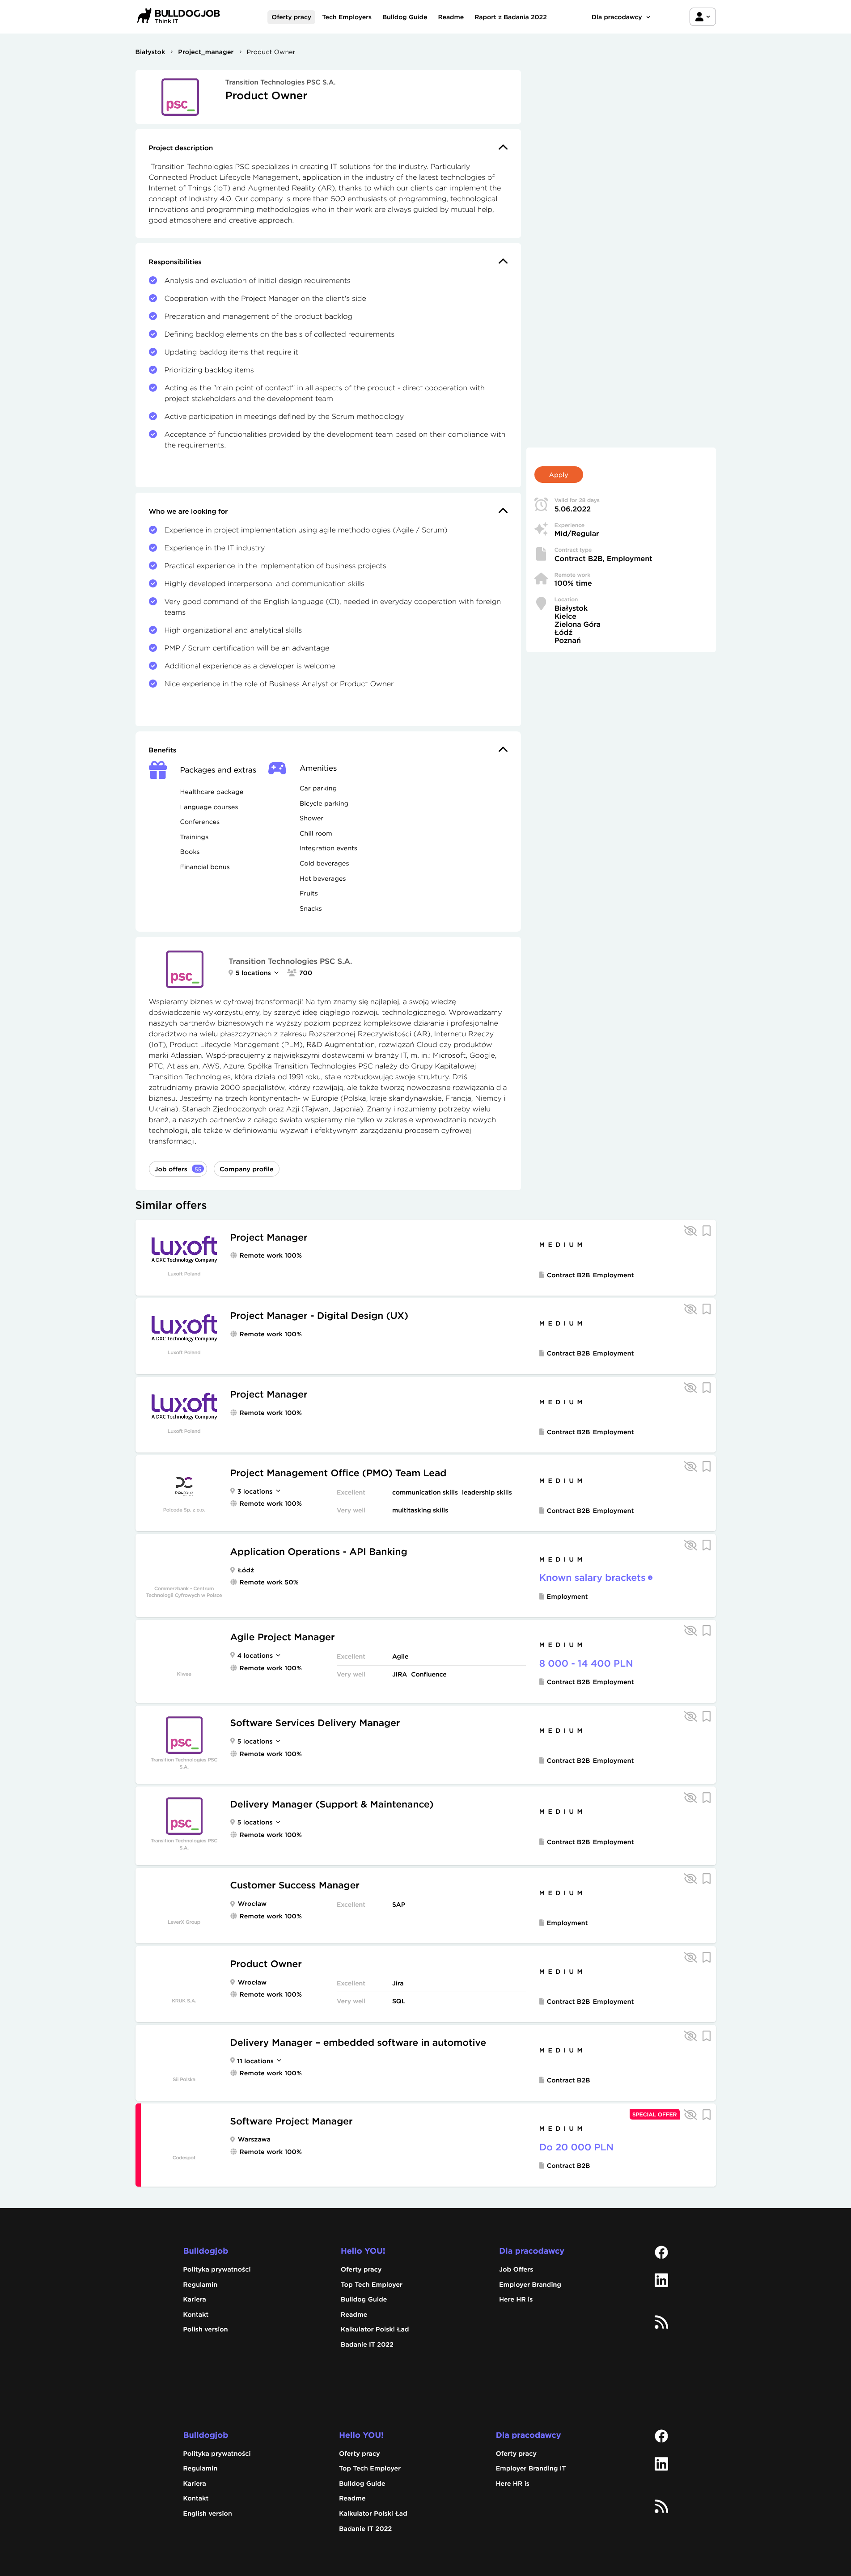 BULLDOGJOB
Think IT
Oferty pracy
Tech Employers
Bulldog Guide
Readme
Raport z Badania 2022
Dla pracodawcy
Białystok
Project_manager
Product Owner
psc_
Transition Technologies PSC S.A.
Product Owner
Project description
Transition Technologies PSC specializes in creating IT solutions for the industry. Particularly
Connected Product Lifecycle Management, application in the industry of the latest technologies of
Internet of Things (IoT) and Augmented Reality (AR), thanks to which our clients can implement the
concept of Industry 4.0. Our company is more than 500 enthusiasts of programming, technological
innovations and programming methodologies who in their work are always guided by mutual help,
good atmosphere and creative approach.
Responsibilities
Analysis and evaluation of initial design requirements
Cooperation with the Project Manager on the client's side
Preparation and management of the product backlog
Defining backlog elements on the basis of collected requirements
Updating backlog items that require it
Prioritizing backlog items
Acting as the "main point of contact" in all aspects of the product - direct cooperation with
project stakeholders and the development team
Active participation in meetings defined by the Scrum methodology
Acceptance of functionalities provided by the development team based on their compliance with
the requirements.
Apply
Valid for 28 days
5.06.2022
Experience
Mid/Regular
Contract type
Contract B2B, Employment
Remote work
100% time
Location
Białystok
Kielce
Zielona Góra
Łódź
Poznań
Who we are looking for
Experience in project implementation using agile methodologies (Agile / Scrum)
Experience in the IT industry
Practical experience in the implementation of business projects
Highly developed interpersonal and communication skills
Very good command of the English language (C1), needed in everyday cooperation with foreign
teams
High organizational and analytical skills
PMP / Scrum certification will be an advantage
Additional experience as a developer is welcome
Nice experience in the role of Business Analyst or Product Owner
Benefits
Packages and extras
Healthcare package
Language courses
Conferences
Trainings
Books
Financial bonus
Amenities
Car parking
Bicycle parking
Shower
Chill room
Integration events
Cold beverages
Hot beverages
Fruits
Snacks
psc_
Transition Technologies PSC S.A.
5 locations
700
Wspieramy biznes w cyfrowej transformacji! Na tym znamy się najlepiej, a swoją wiedzę i
doświadczenie wykorzystujemy, by szerzyć ideę ciągłego rozwoju technologicznego. Wprowadzamy
naszych partnerów biznesowych na wyższy poziom poprzez kompleksowe działania i profesjonalne
doradztwo na wielu płaszczyznach z zakresu Rozszerzonej Rzeczywistości (AR), Internetu Rzeczy
(IoT), Product Lifecycle Management (PLM), R&D Augmentation, rozwiązań Cloud czy produktów
marki Atlassian. Współpracujemy z największymi dostawcami w branży IT, m. in.: Microsoft, Google,
PTC, Atlassian, AWS, Azure. Spółka Transition Technologies PSC należy do Grupy Kapitałowej
Transition Technologies, która działa od 1991 roku, stale rozbudowując swoje struktury. Dziś
zatrudniamy prawie 2000 specjalistów, którzy rozwijają, ale także tworzą nowoczesne rozwiązania dla
biznesu. Jesteśmy na trzech kontynentach- w Europie (Polska, kraje skandynawskie, Francja, Niemcy i
Ukraina), Stanach Zjednoczonych oraz Azji (Tajwan, Japonia). Znamy i rozumiemy potrzeby wielu
branż, a naszych partnerów z całego świata wspieramy nie tylko w zakresie wprowadzania nowych
technologii, ale także w definiowaniu wyzwań i efektywnym zarządzaniu procesem cyfrowej
transformacji.
Job offers
55
Company profile
Similar offers
Luxoft
A DXC Technology Company
Luxoft Poland
Project Manager
Remote work 100%
MEDIUM
Contract B2B Employment
Luxoft
A DXC Technology Company
Luxoft Poland
Project Manager - Digital Design (UX)
Remote work 100%
MEDIUM
Contract B2B Employment
Luxoft
A DXC Technology Company
Luxoft Poland
Project Manager
Remote work 100%
MEDIUM
Contract B2B Employment
Polcode Sp. z o.o.
Project Management Office (PMO) Team Lead
3 locations
Remote work 100%
Excellent communication skills leadership skills
Very well multitasking skills
MEDIUM
Contract B2B Employment
Commerzbank - Centrum
Technologii Cyfrowych w Polsce
Application Operations - API Banking
Łódź
Remote work 50%
MEDIUM
Known salary brackets
Employment
Kiwee
Agile Project Manager
4 locations
Remote work 100%
Excellent Agile
Very well JIRA Confluence
MEDIUM
8 000 - 14 400 PLN
Contract B2B Employment
psc_
Transition Technologies PSC
S.A.
Software Services Delivery Manager
5 locations
Remote work 100%
MEDIUM
Contract B2B Employment
psc_
Transition Technologies PSC
S.A.
Delivery Manager (Support & Maintenance)
5 locations
Remote work 100%
MEDIUM
Contract B2B Employment
LeverX Group
Customer Success Manager
Wrocław
Remote work 100%
Excellent SAP
MEDIUM
Employment
KRUK S.A.
Product Owner
Wrocław
Remote work 100%
Excellent Jira
Very well SQL
MEDIUM
Contract B2B Employment
Sii Polska
Delivery Manager – embedded software in automotive
11 locations
Remote work 100%
MEDIUM
Contract B2B
Codespot
Software Project Manager
Warszawa
Remote work 100%
SPECIAL OFFER
MEDIUM
Do 20 000 PLN
Contract B2B
Bulldogjob
Polityka prywatności
Regulamin
Kariera
Kontakt
Polish version
Hello YOU!
Oferty pracy
Top Tech Employer
Bulldog Guide
Readme
Kalkulator Polski Ład
Badanie IT 2022
Dla pracodawcy
Job Offers
Employer Branding
Here HR is
Bulldogjob
Polityka prywatności
Regulamin
Kariera
Kontakt
English version
Hello YOU!
Oferty pracy
Top Tech Employer
Bulldog Guide
Readme
Kalkulator Polski Ład
Badanie IT 2022
Dla pracodawcy
Oferty pracy
Employer Branding IT
Here HR is